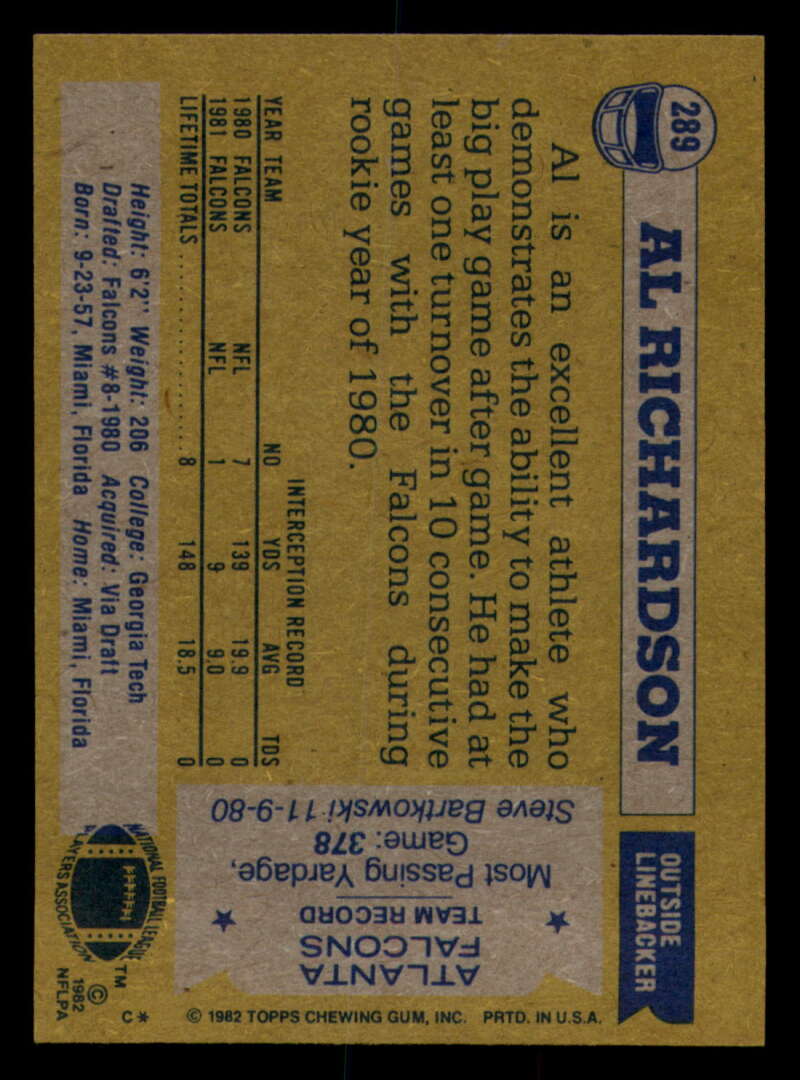 289
AL RICHARDSON
OUTSIDE
LINEBACKER
Al is an excellent athlete who
demonstrates the ability to make the
big play game after game. He had at
least one turnover in 10 consecutive
games with the Falcons during
rookie year of 1980.
INTERCEPTION RECORD
YEAR TEAM NO YDS AVG TDS
1980 FALCONS NFL 7 139 19.9 0
1981 FALCONS NFL 1 9 9.0 0
LIFETIME TOTALS 8 148 18.5 0
Height: 6'2" Weight: 206 College: Georgia Tech
Drafted: Falcons #8-1980 Acquired: Via Draft
Born: 9-23-57, Miami, Florida Home: Miami, Florida
ATLANTA
FALCONS
TEAM RECORD
Most Passing Yardage,
Game: 378
Steve Bartkowski 11-9-80
NATIONAL FOOTBALL LEAGUE
PLAYERS ASSOCIATION
TM
©
1982
NFLPA
C*
© 1982 TOPPS CHEWING GUM, INC. PRTD. IN U.S.A.